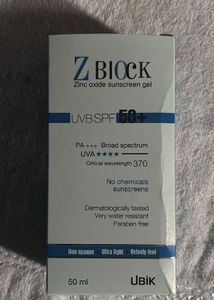 Z BLOCK
Zinc oxide sunscreen gel
UVB SPF 50+
PA +++ Broad spectrum
UVA ★★★★
Critical wavelength 370
No chemicals
sunscreens
Dermatologically tested
Very water resistant
Paraben free
Non opaque Ultra light Velvety feel
50 ml UBIK